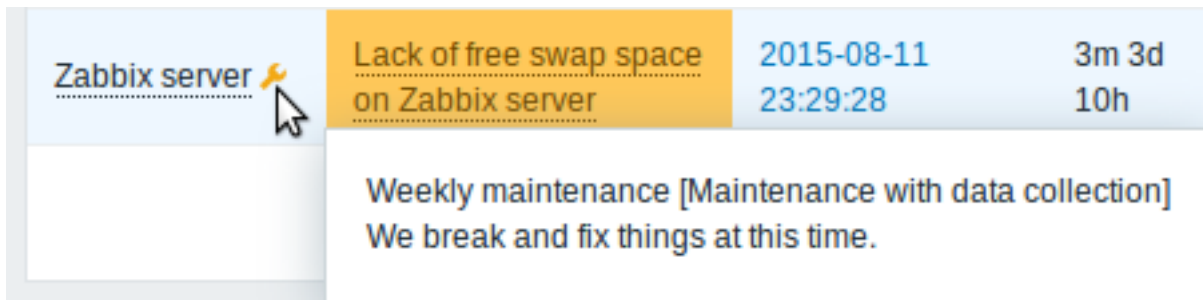 Zabbix server
Lack of free swap space
on Zabbix server
2015-08-11
23:29:28
3m 3d
10h
Weekly maintenance [Maintenance with data collection]
We break and fix things at this time.